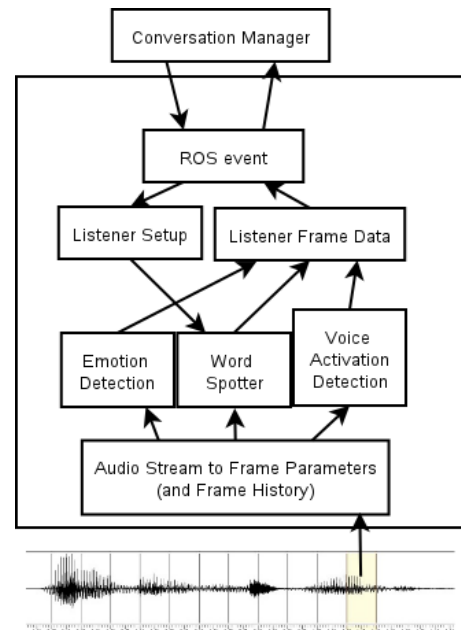 Conversation Manager
ROS event
Listener Setup
Listener Frame Data
Emotion
Detection
Word
Spotter
Voice
Activation
Detection
Audio Stream to Frame Parameters
(and Frame History)